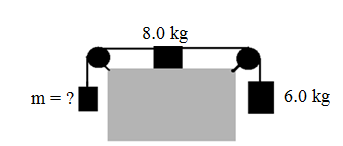 8.0 kg
m = ?
6.0 kg